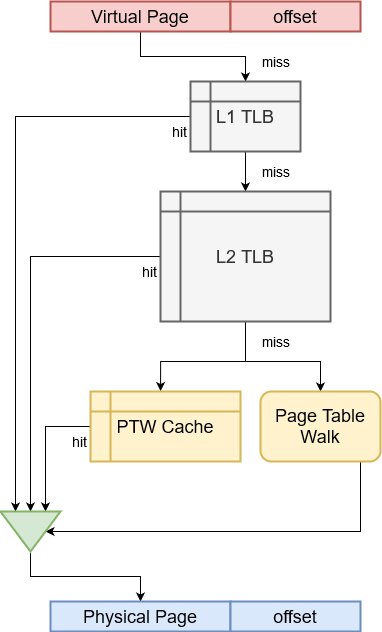 Virtual Page offset
miss
L1 TLB
hit
miss
L2 TLB
hit
miss
PTW Cache
hit
Page Table
Walk
Physical Page offset